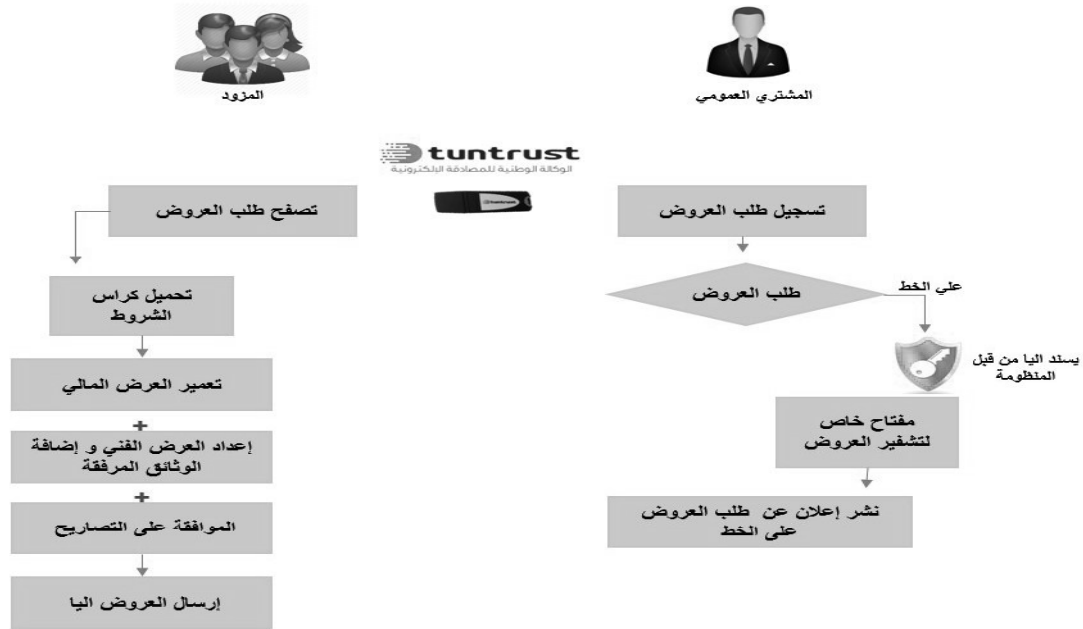 المشتري العمومي
المزود
tuntrust
الوكالة الوطنية للمصادقة الإلكترونية
تسجيل طلب العروض
طلب العروض
علي الخط
يسند اليا من قبل
المنظومة
مفتاح خاص
لتشفير العروض
نشر إعلان عن طلب العروض
على الخط
تصفح طلب العروض
تحميل كراس
الشروط
تعمير العرض المالي
+
إعداد العرض الفني و إضافة
الوثائق المرفقة
+
الموافقة على التصاريح
إرسال العروض اليا